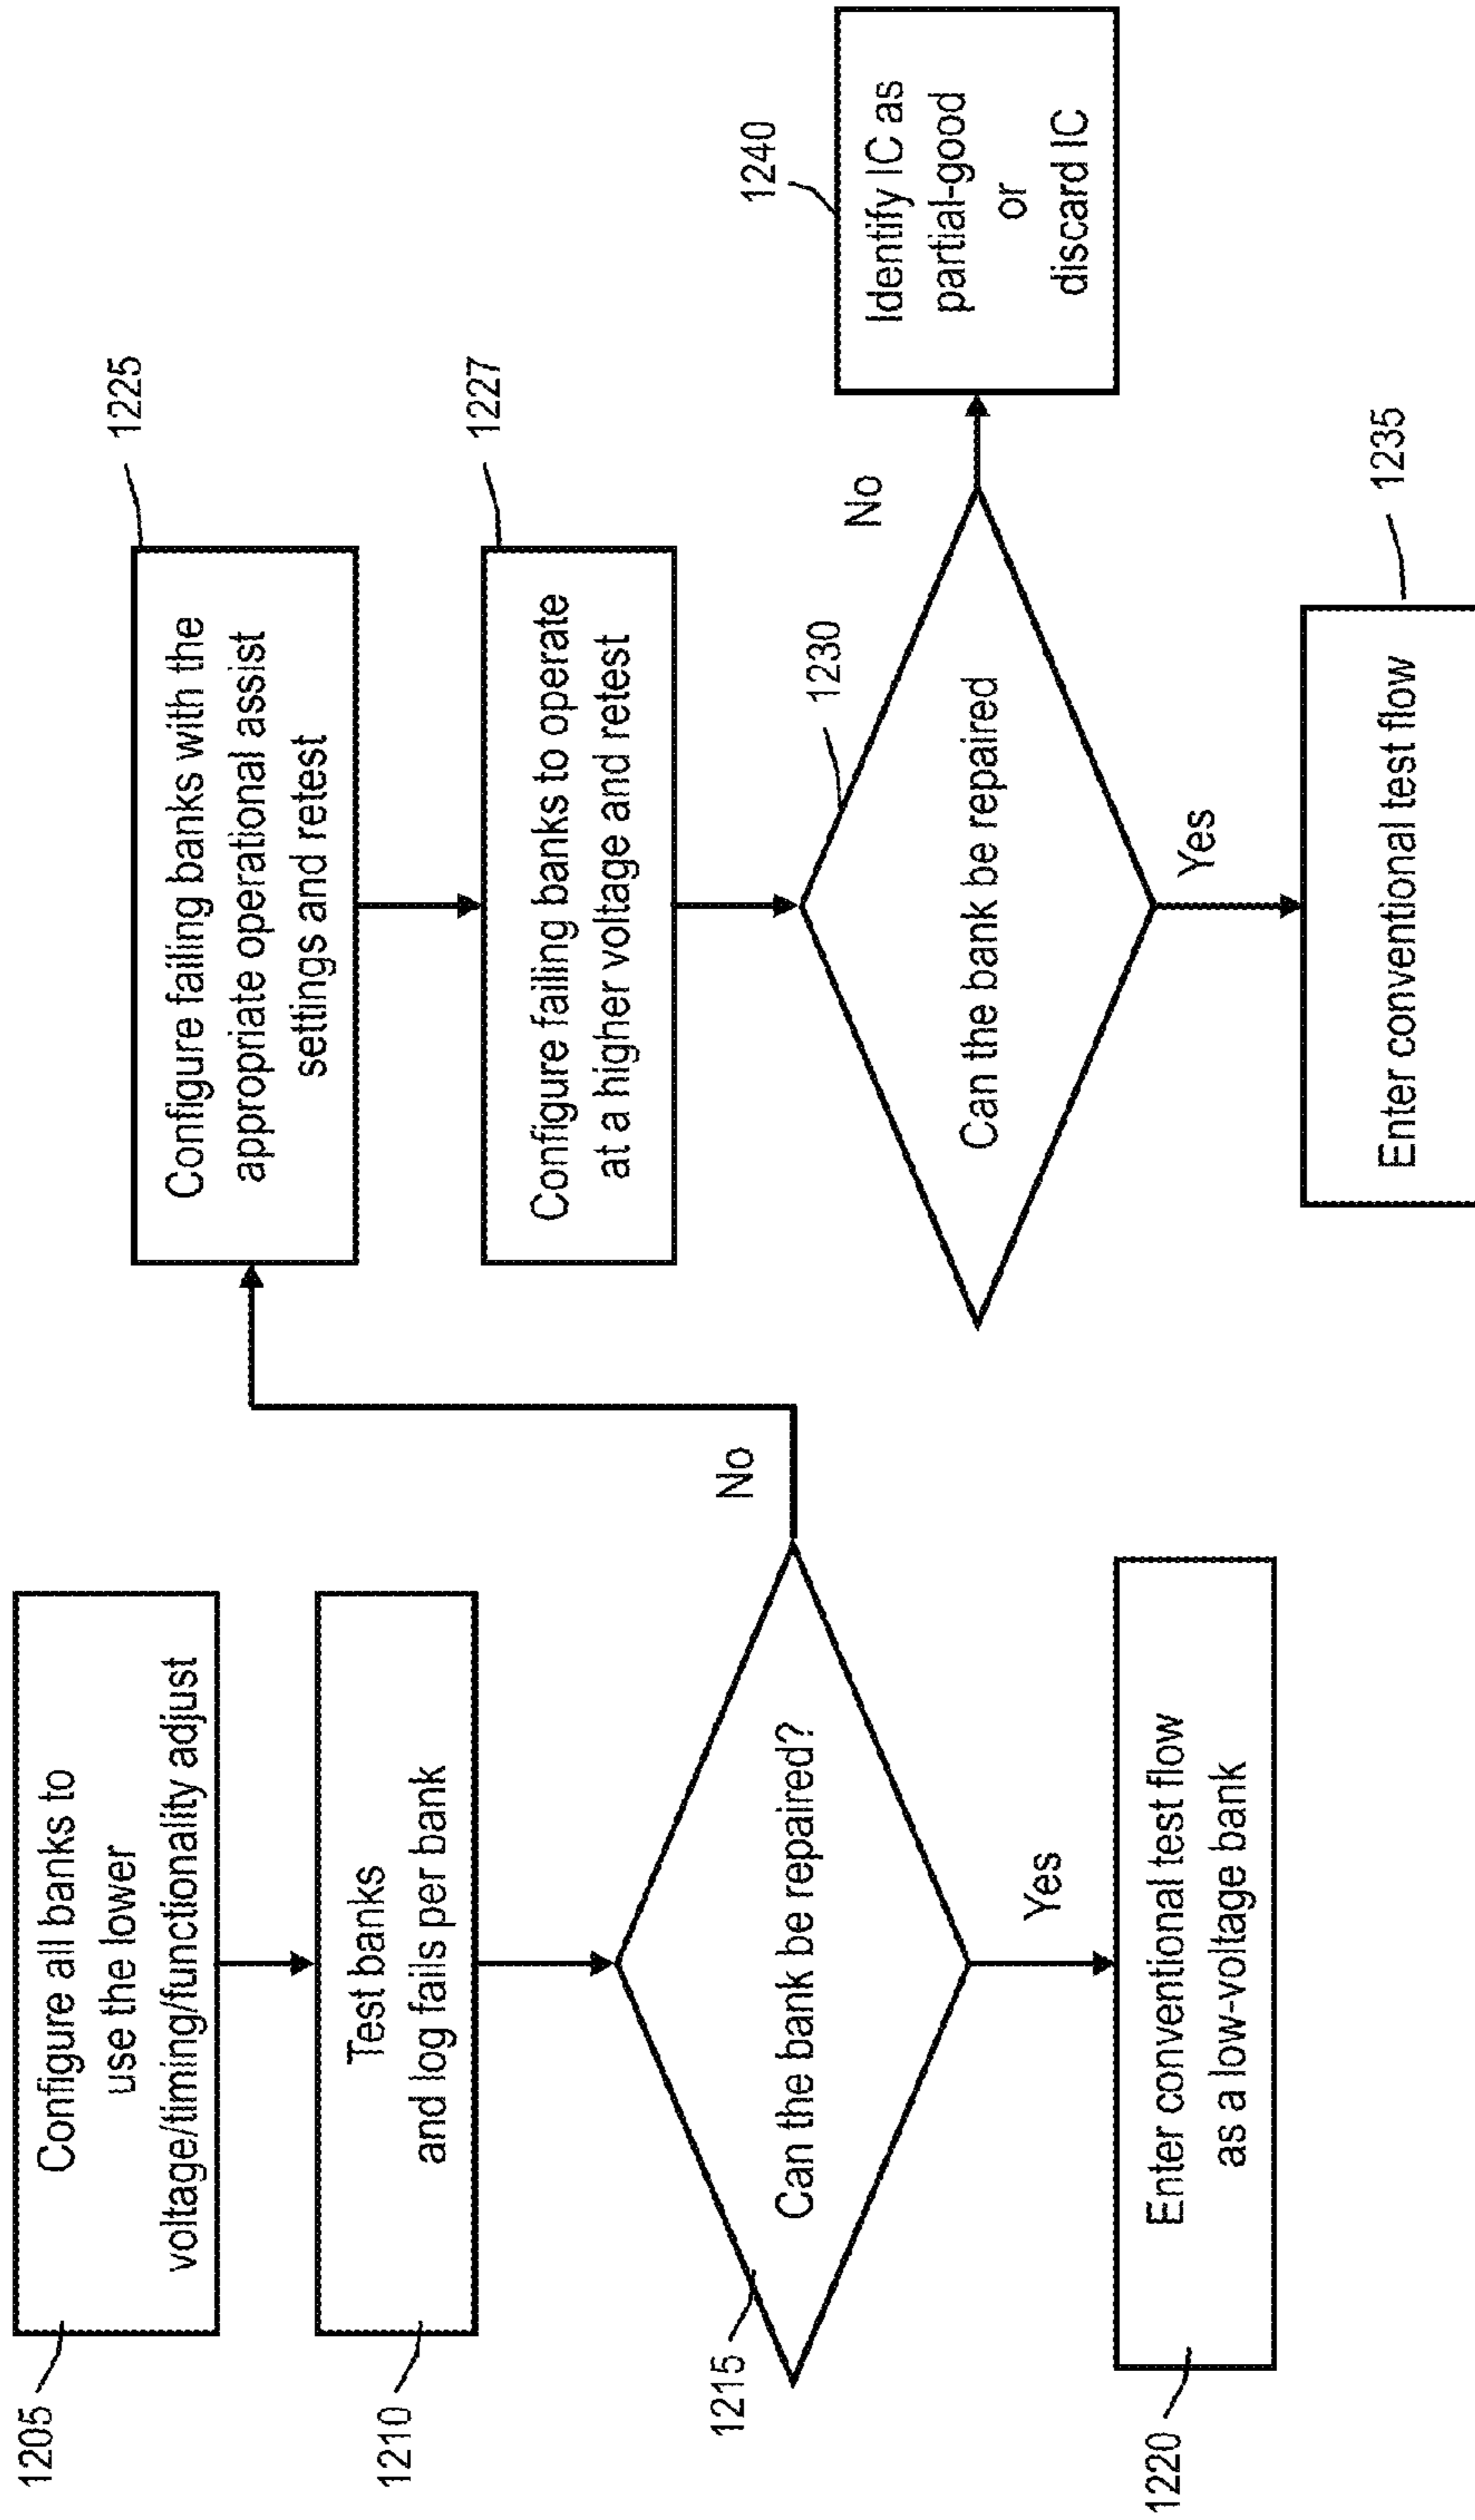 1205
Configure all banks to
use the lower
voltage/timing/functionality adjust
1210
Test banks
and log fails per bank
1215
Can the bank be repaired?
No
Yes
1220
Enter conventional test flow
as a low-voltage bank
1225
Configure failing banks with the
appropriate operational assist
settings and retest
1227
Configure failing banks to operate
at a higher voltage and retest
1230
Can the bank be repaired
No
Yes
1240
Identify IC as
partial-good
or
discard IC
1235
Enter conventional test flow